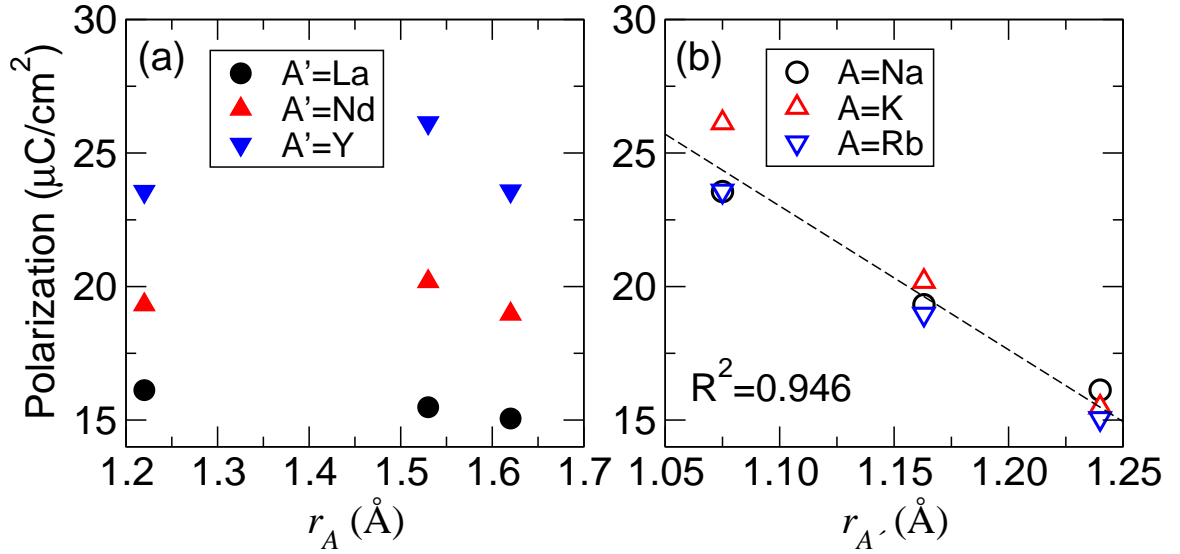 Polarization (μC/cm²)
30
25
20
15
(a)
A'=La
A'=Nd
A'=Y
1.2 1.3 1.4 1.5 1.6 1.7
r_A (Å)
30
25
20
15
(b)
A=Na
A=K
A=Rb
R²=0.946
1.05 1.10 1.15 1.20 1.25
r_A´ (Å)